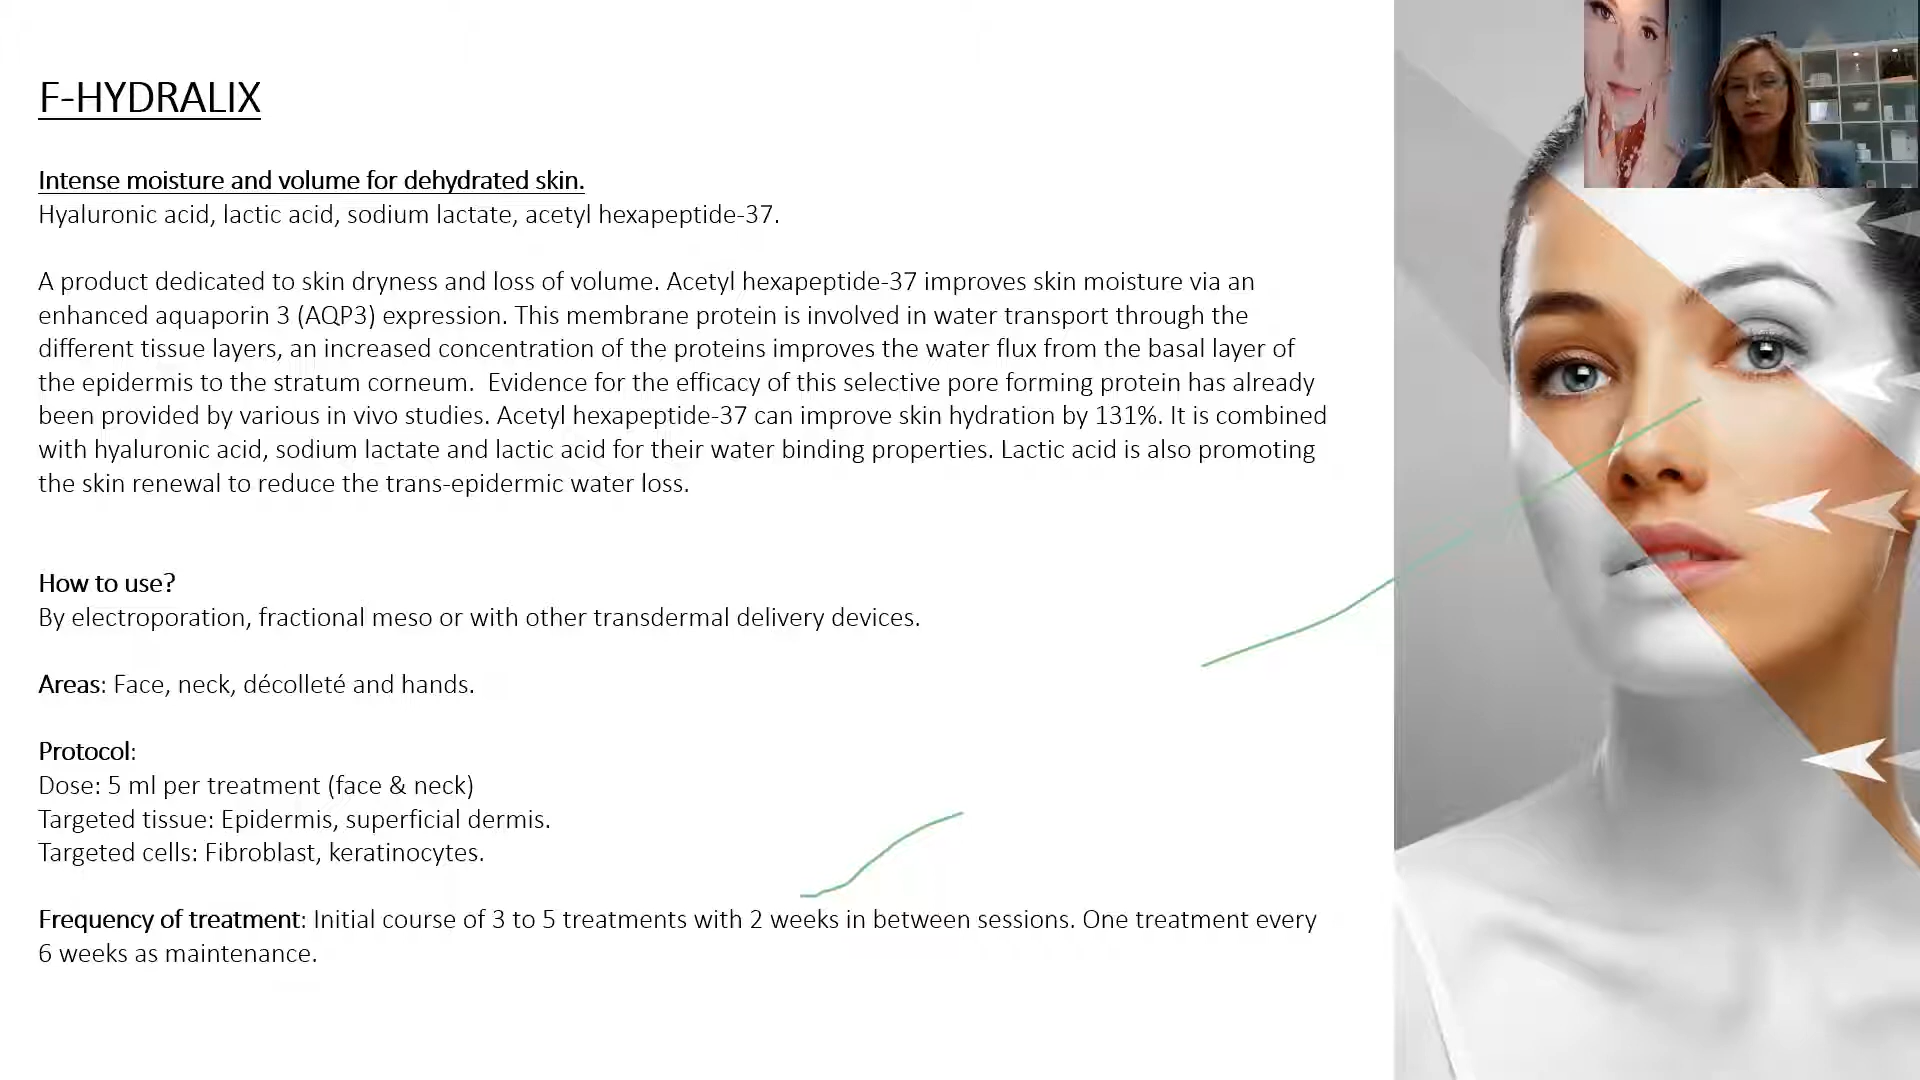 F-HYDRALIX
Intense moisture and volume for dehydrated skin.
Hyaluronic acid, lactic acid, sodium lactate, acetyl hexapeptide-37.
A product dedicated to skin dryness and loss of volume. Acetyl hexapeptide-37 improves skin moisture via an
enhanced aquaporin 3 (AQP3) expression. This membrane protein is involved in water transport through the
different tissue layers, an increased concentration of the proteins improves the water flux from the basal layer of
the epidermis to the stratum corneum.  Evidence for the efficacy of this selective pore forming protein has already
been provided by various in vivo studies. Acetyl hexapeptide-37 can improve skin hydration by 131%. It is combined
with hyaluronic acid, sodium lactate and lactic acid for their water binding properties. Lactic acid is also promoting
the skin renewal to reduce the trans-epidermic water loss.
How to use?
By electroporation, fractional meso or with other transdermal delivery devices.
Areas: Face, neck, décolleté and hands.
Protocol:
Dose: 5 ml per treatment (face & neck)
Targeted tissue: Epidermis, superficial dermis.
Targeted cells: Fibroblast, keratinocytes.
Frequency of treatment: Initial course of 3 to 5 treatments with 2 weeks in between sessions. One treatment every
6 weeks as maintenance.